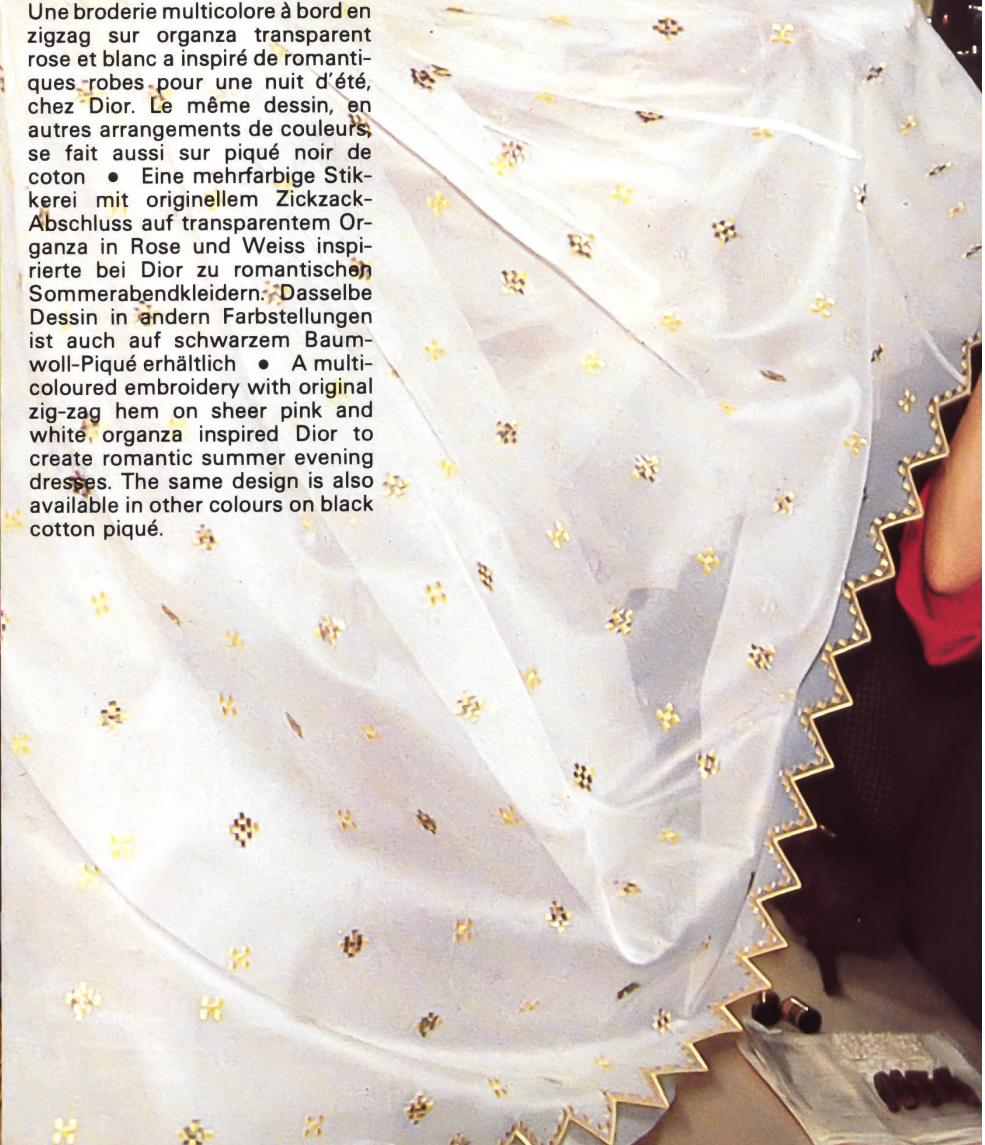 Une broderie multicolore à bord en
zigzag sur organza transparent
rose et blanc a inspiré de romanti-
ques robes pour une nuit d'été,
chez Dior. Le même dessin, en
autres arrangements de couleurs,
se fait aussi sur piqué noir de
coton ● Eine mehrfarbige Stik-
kerei mit originellem Zickzack-
Abschluss auf transparentem Or-
ganza in Rose und Weiss inspi-
rierte bei Dior zu romantischen
Sommerabendkleidern. Dasselbe
Dessin in andern Farbstellungen
ist auch auf schwarzem Baum-
woll-Piqué erhältlich ● A multi-
coloured embroidery with original
zig-zag hem on sheer pink and
white organza inspired Dior to
create romantic summer evening
dresses. The same design is also
available in other colours on black
cotton piqué.